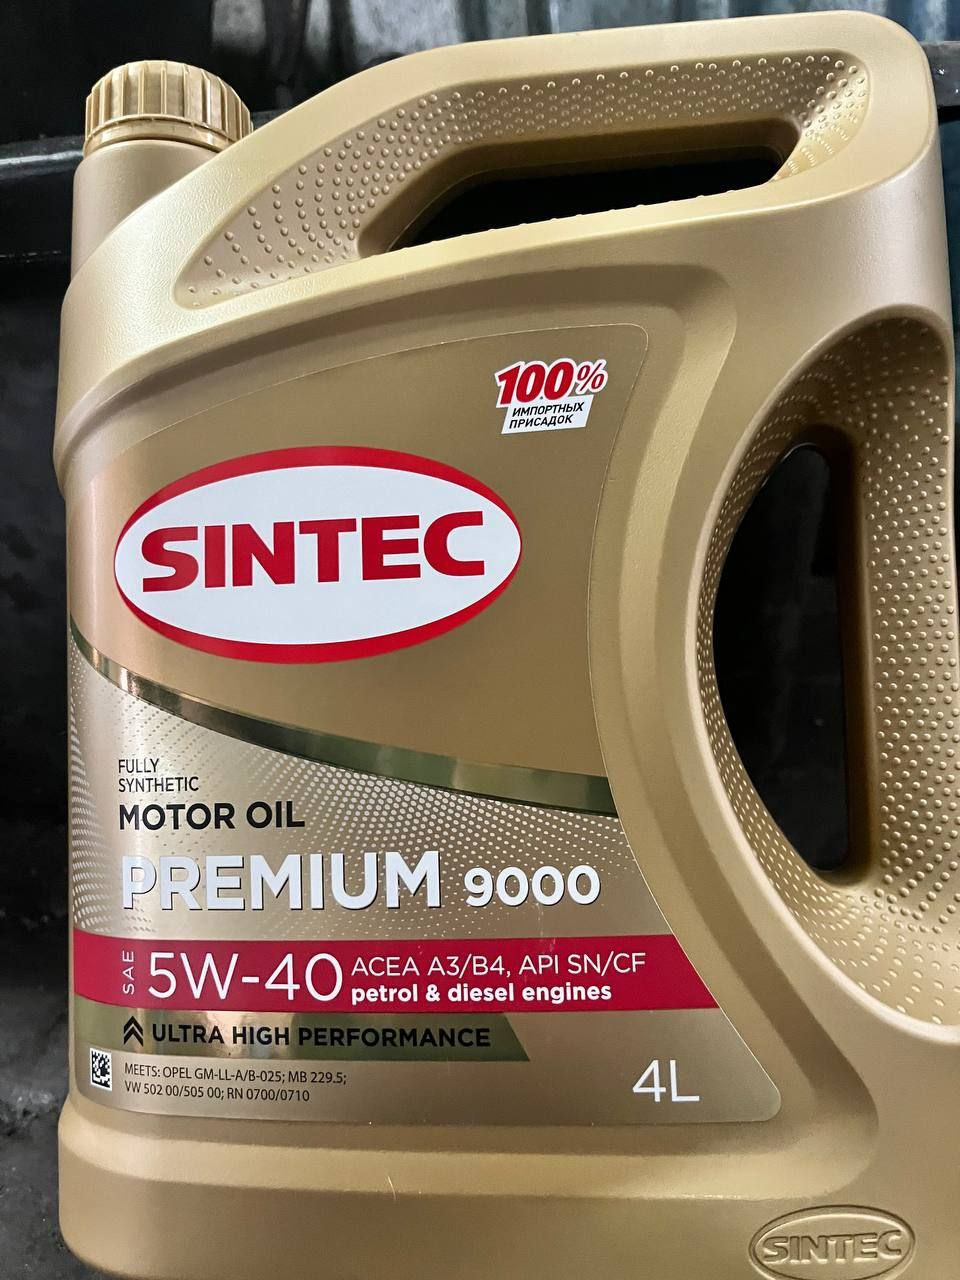 100%
ИМПОРТНЫХ
ПРИСАДОК
SINTEC
FULLY
SYNTHETIC
MOTOR OIL
PREMIUM 9000
SAE 5W-40 ACEA A3/B4, API SN/CF
petrol & diesel engines
ULTRA HIGH PERFORMANCE
MEETS: OPEL GM-LL-A/B-025; MB 229.5;
VW 502 00/505 00; RN 0700/0710
4L
SINTEC